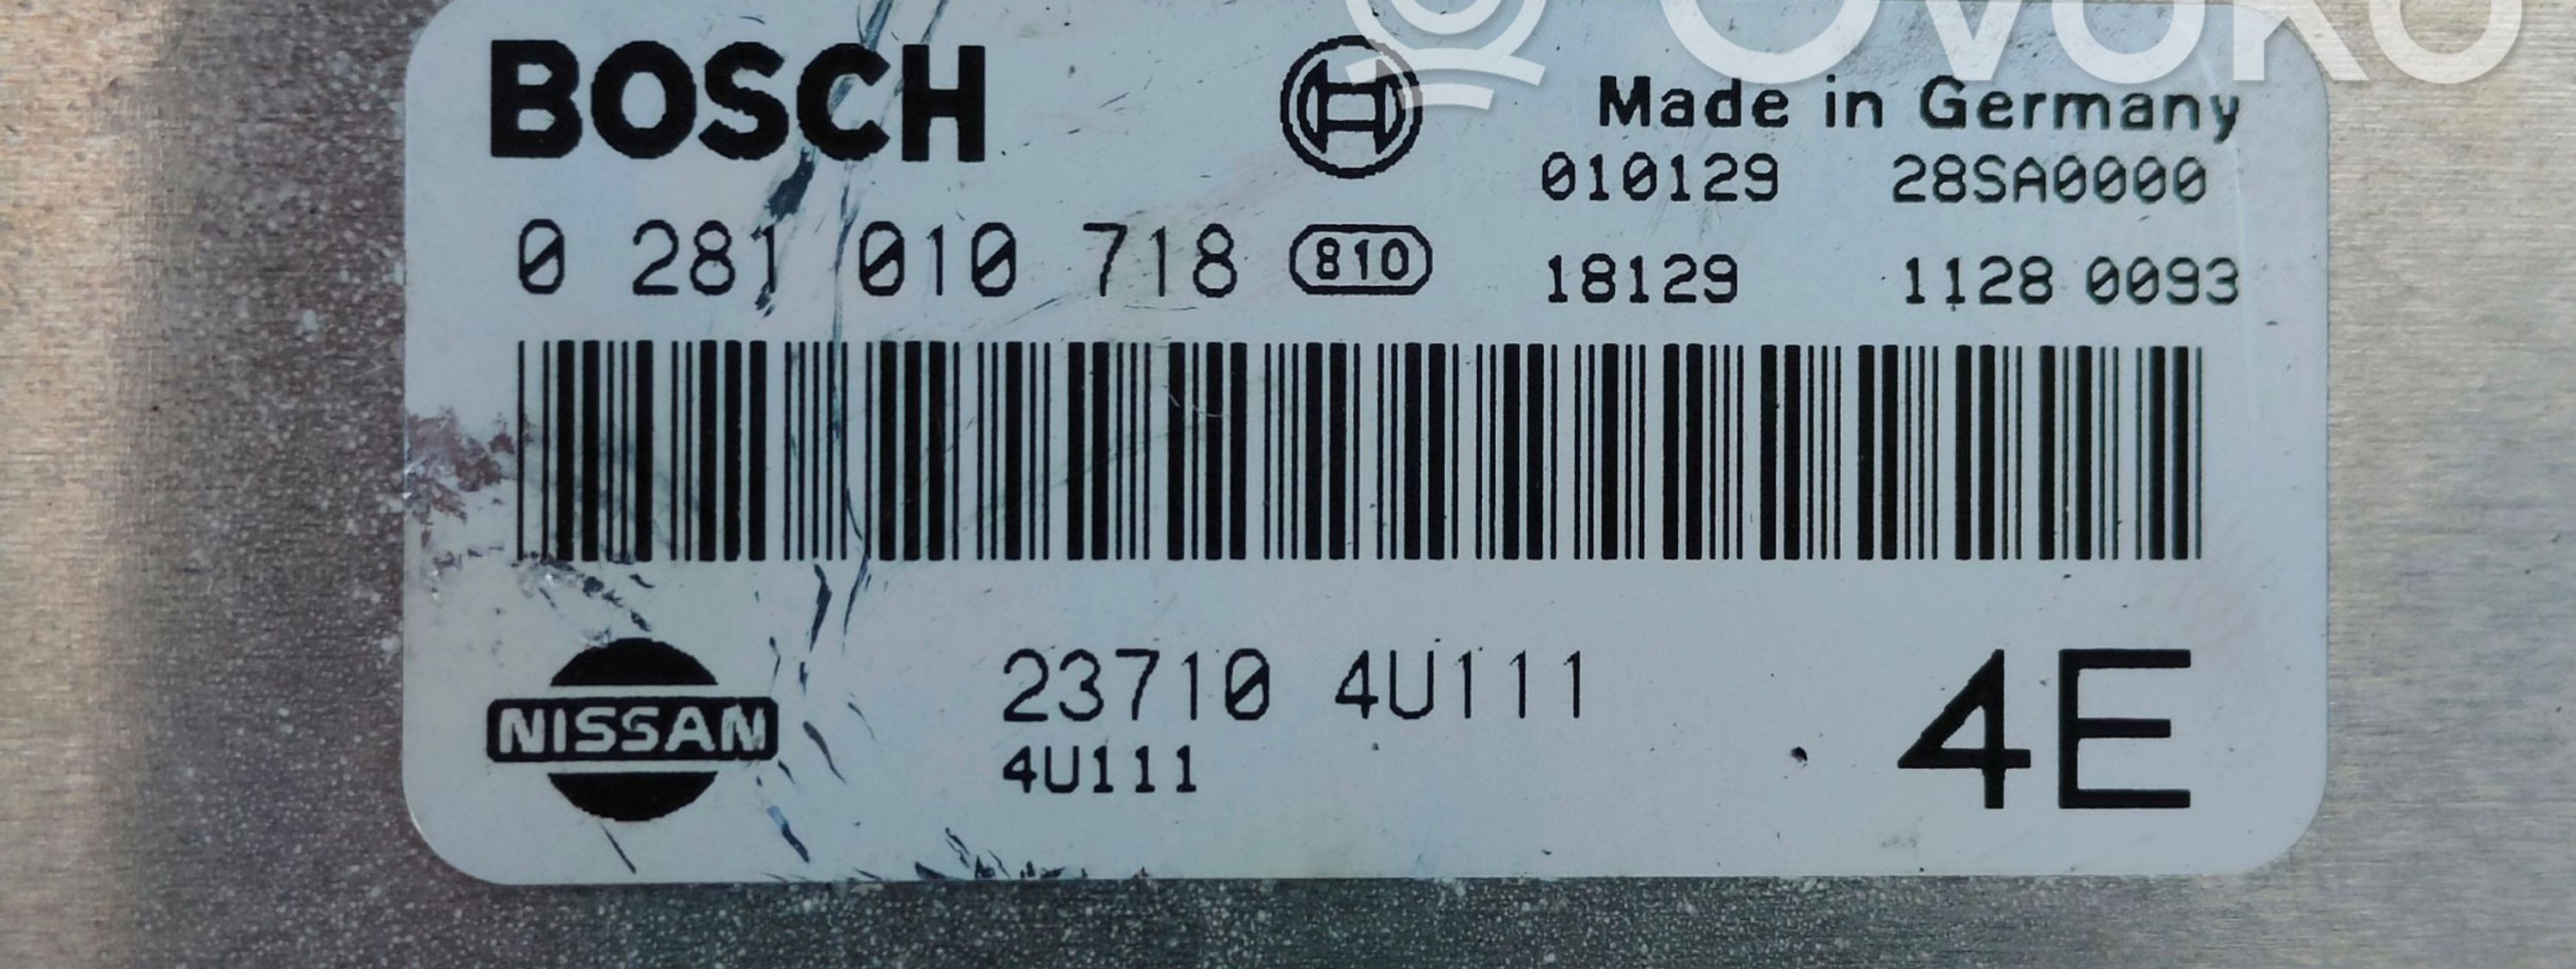 OVOKO
BOSCH
Made in Germany
010129 28SA0000
0 281 010 718 810
18129 1128 0093
NISSAN
23710 4U111
4U111
4E